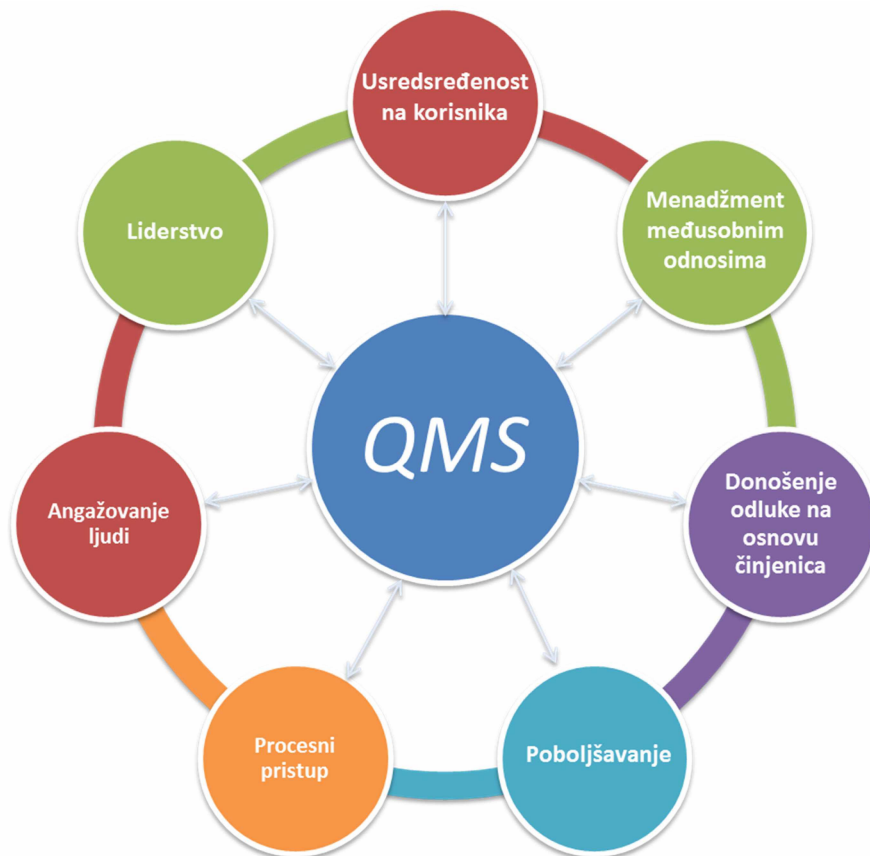 Usredsređenost
na korisnika
Menadžment
međusobnim
odnosima
Donošenje
odluke na
osnovu
činjenica
Poboljšavanje
Procesni
pristup
Angažovanje
ljudi
Liderstvo
QMS